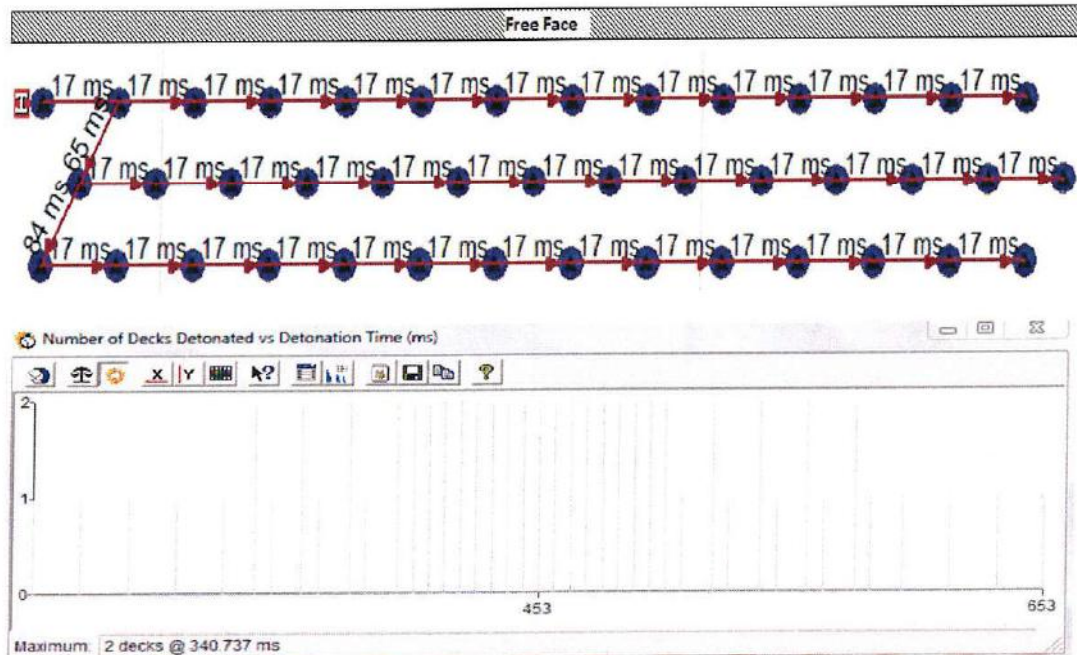 Free Face
17 ms 17 ms 17 ms 17 ms 17 ms 17 ms 17 ms 17 ms 17 ms 17 ms 17 ms 17 ms 17 ms
65 ms
17 ms 17 ms 17 ms 17 ms 17 ms 17 ms 17 ms 17 ms 17 ms 17 ms 17 ms 17 ms 17 ms
84 ms
17 ms 17 ms 17 ms 17 ms 17 ms 17 ms 17 ms 17 ms 17 ms 17 ms 17 ms 17 ms 17 ms
Number of Decks Detonated vs Detonation Time (ms)
X Y ? ?
2
1
0
453 653
Maximum: 2 decks @ 340.737 ms